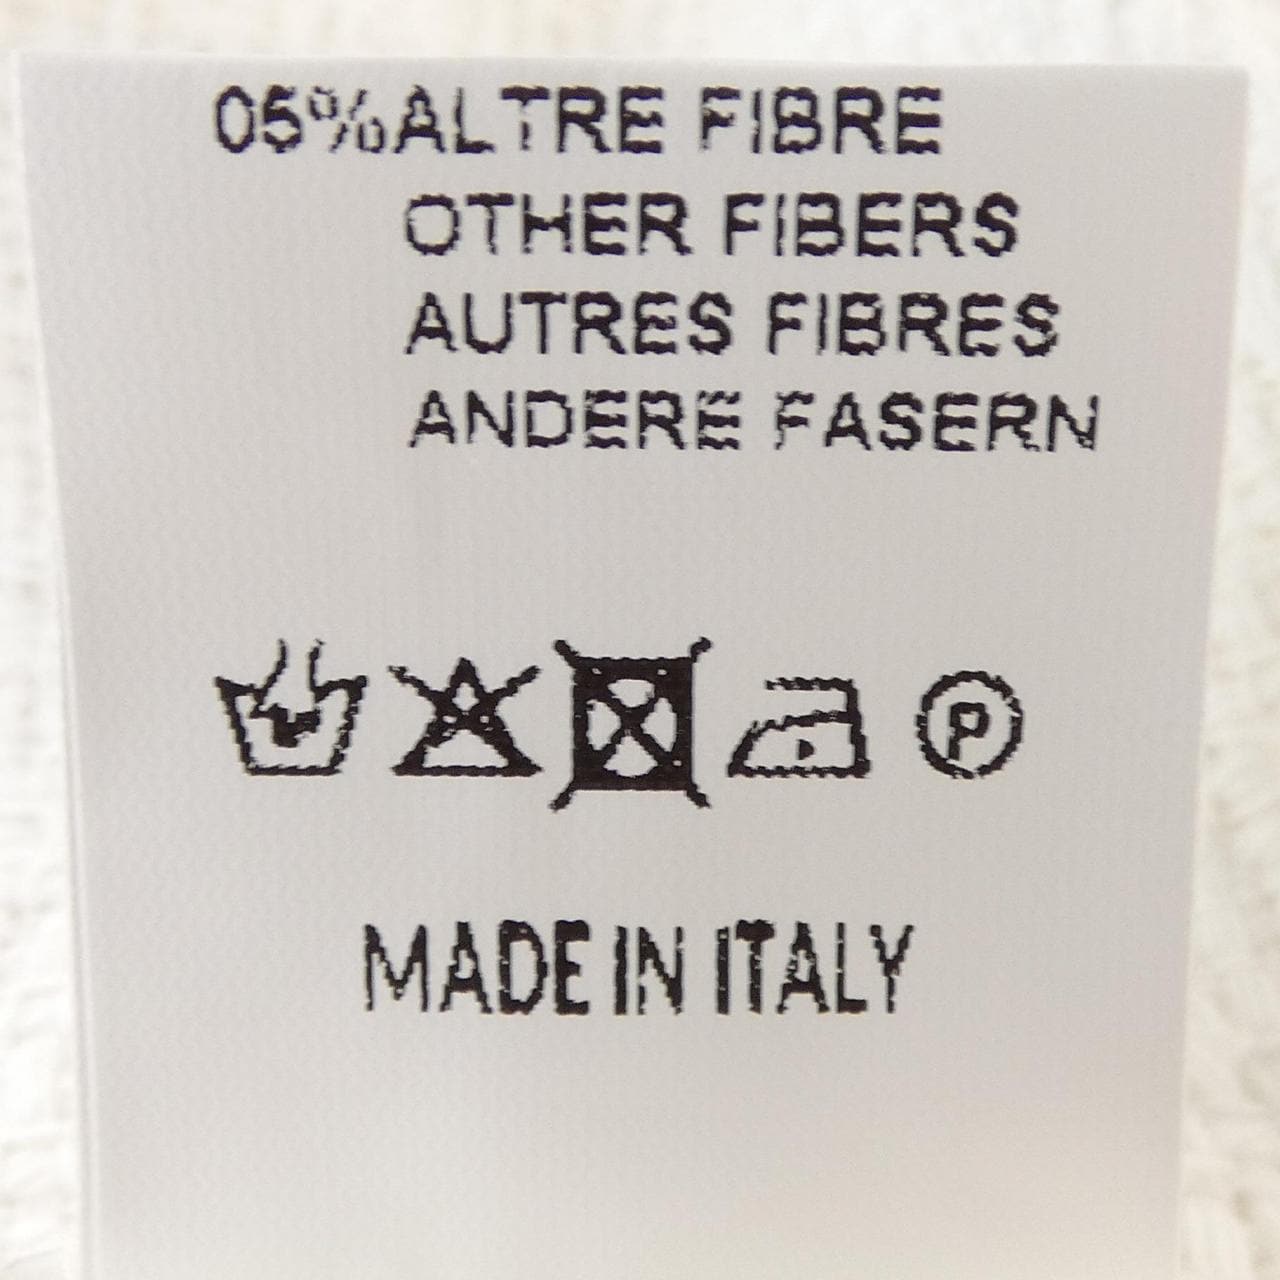 05%ALTRE FIBRE
OTHER FIBERS
AUTRES FIBRES
ANDERE FASERN
P
MADE IN ITALY